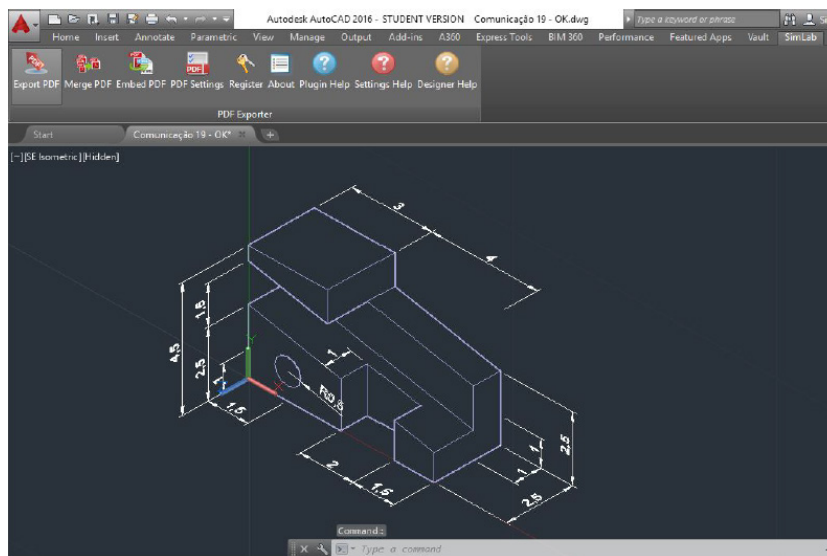 Autodesk AutoCAD 2016 - STUDENT VERSION Comunicação 19 - OK.dwg Type a keyword or phrase
Home Insert Annotate Parametric View Manage Output Add-ins A360 Express Tools BIM 360 Performance Featured Apps Vault SimLab
Export PDF Merge PDF Embed PDF PDF Settings Register About Plugin Help Settings Help Designer Help
PDF Exporter
Start Comunicação 19 - OK* +
[−][SE Isometric][Hidden]
3
4
1,5
4,5
2,5
1
1,5
1
R0,5
2
1,5
1
1
2,5
2,5
Command:
Type a command